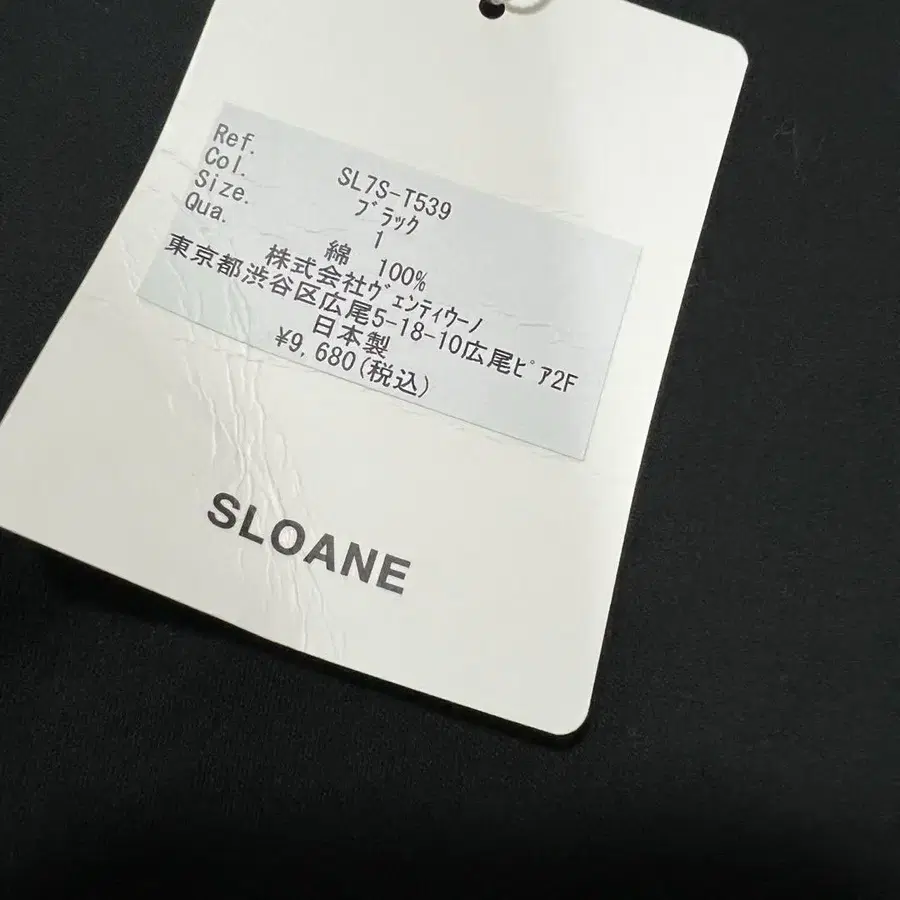 Ref. SL7S-T539
Col. ブラック
Size. 1
Qua. 綿 100%
株式会社ヴェンティウーノ
東京都渋谷区広尾5-18-10広尾ピア2F
日本製
¥9,680(税込)
SLOANE